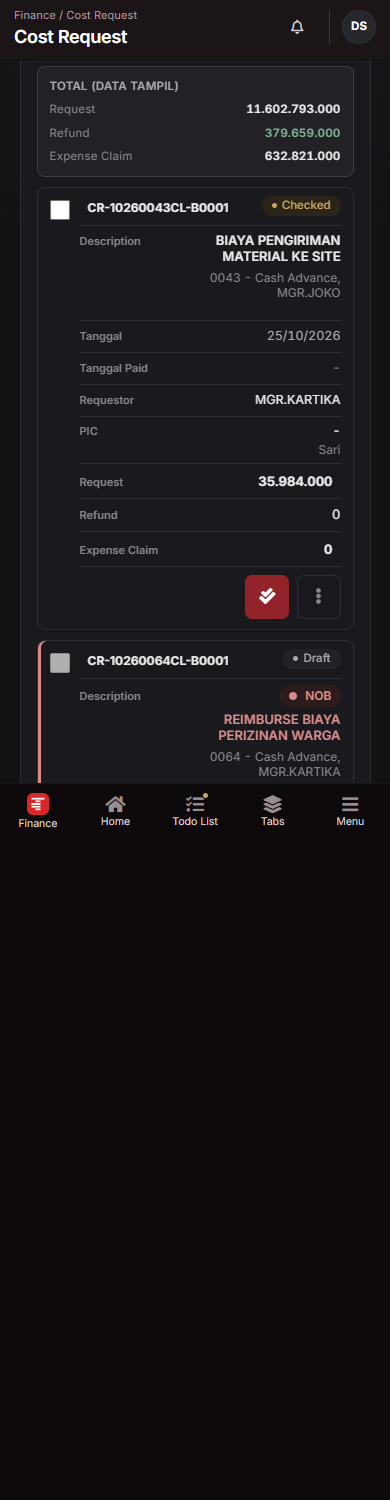 Finance / Cost Request
Cost Request
DS
TOTAL (DATA TAMPIL)
Request 11.602.793.000
Refund 379.659.000
Expense Claim 632.821.000
CR-10260043CL-B0001 Checked
Description BIAYA PENGIRIMAN
MATERIAL KE SITE
0043 - Cash Advance,
MGR.JOKO
Tanggal 25/10/2026
Tanggal Paid -
Requestor MGR.KARTIKA
PIC -
Sari
Request 35.984.000
Refund 0
Expense Claim 0
CR-10260064CL-B0001 Draft
Description NOB
REIMBURSE BIAYA
PERIZINAN WARGA
0064 - Cash Advance,
MGR.KARTIKA
Finance Home Todo List Tabs Menu